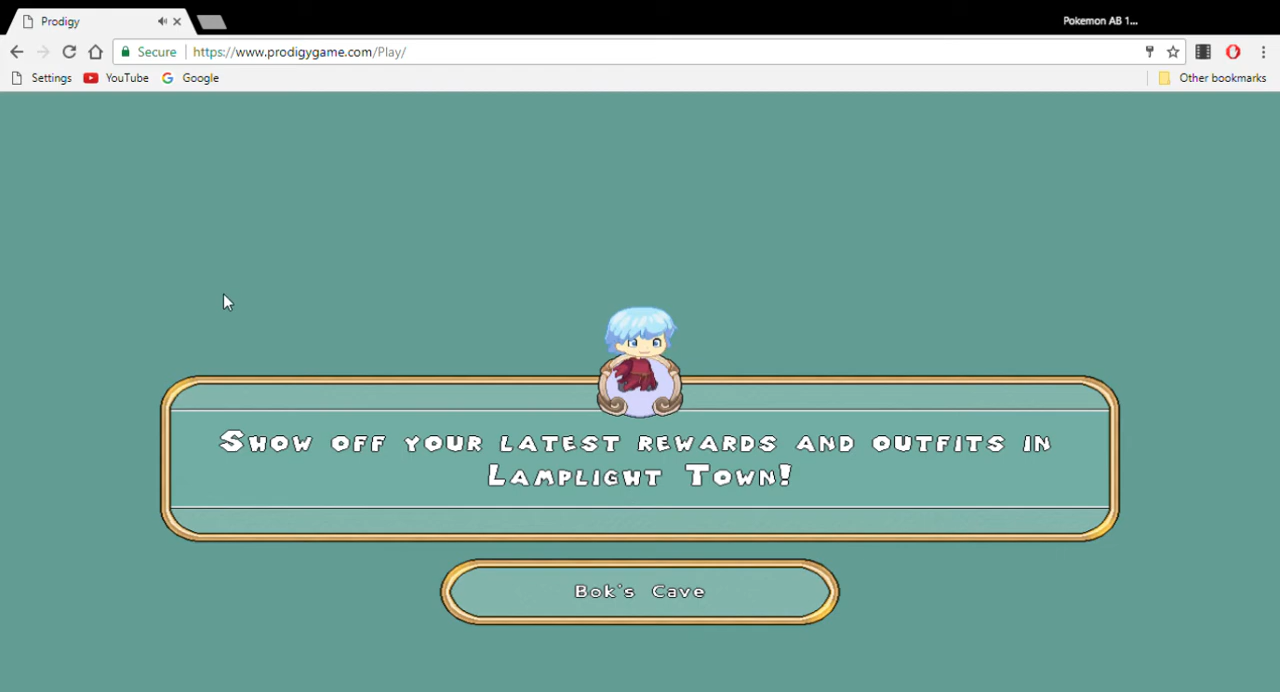 Prodigy
Pokemon AB 1...
Secure https://www.prodigygame.com/Play/
Settings YouTube Google Other bookmarks
Show off your latest rewards and outfits in
Lamplight Town!
Bok's Cave